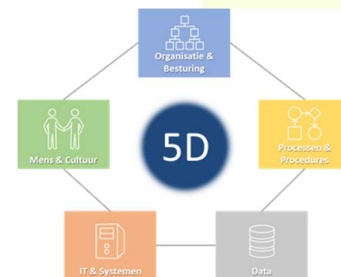 Organisatie &
Besturing
Mens & Cultuur
5D
Processen &
Procedures
IT & Systemen
Data